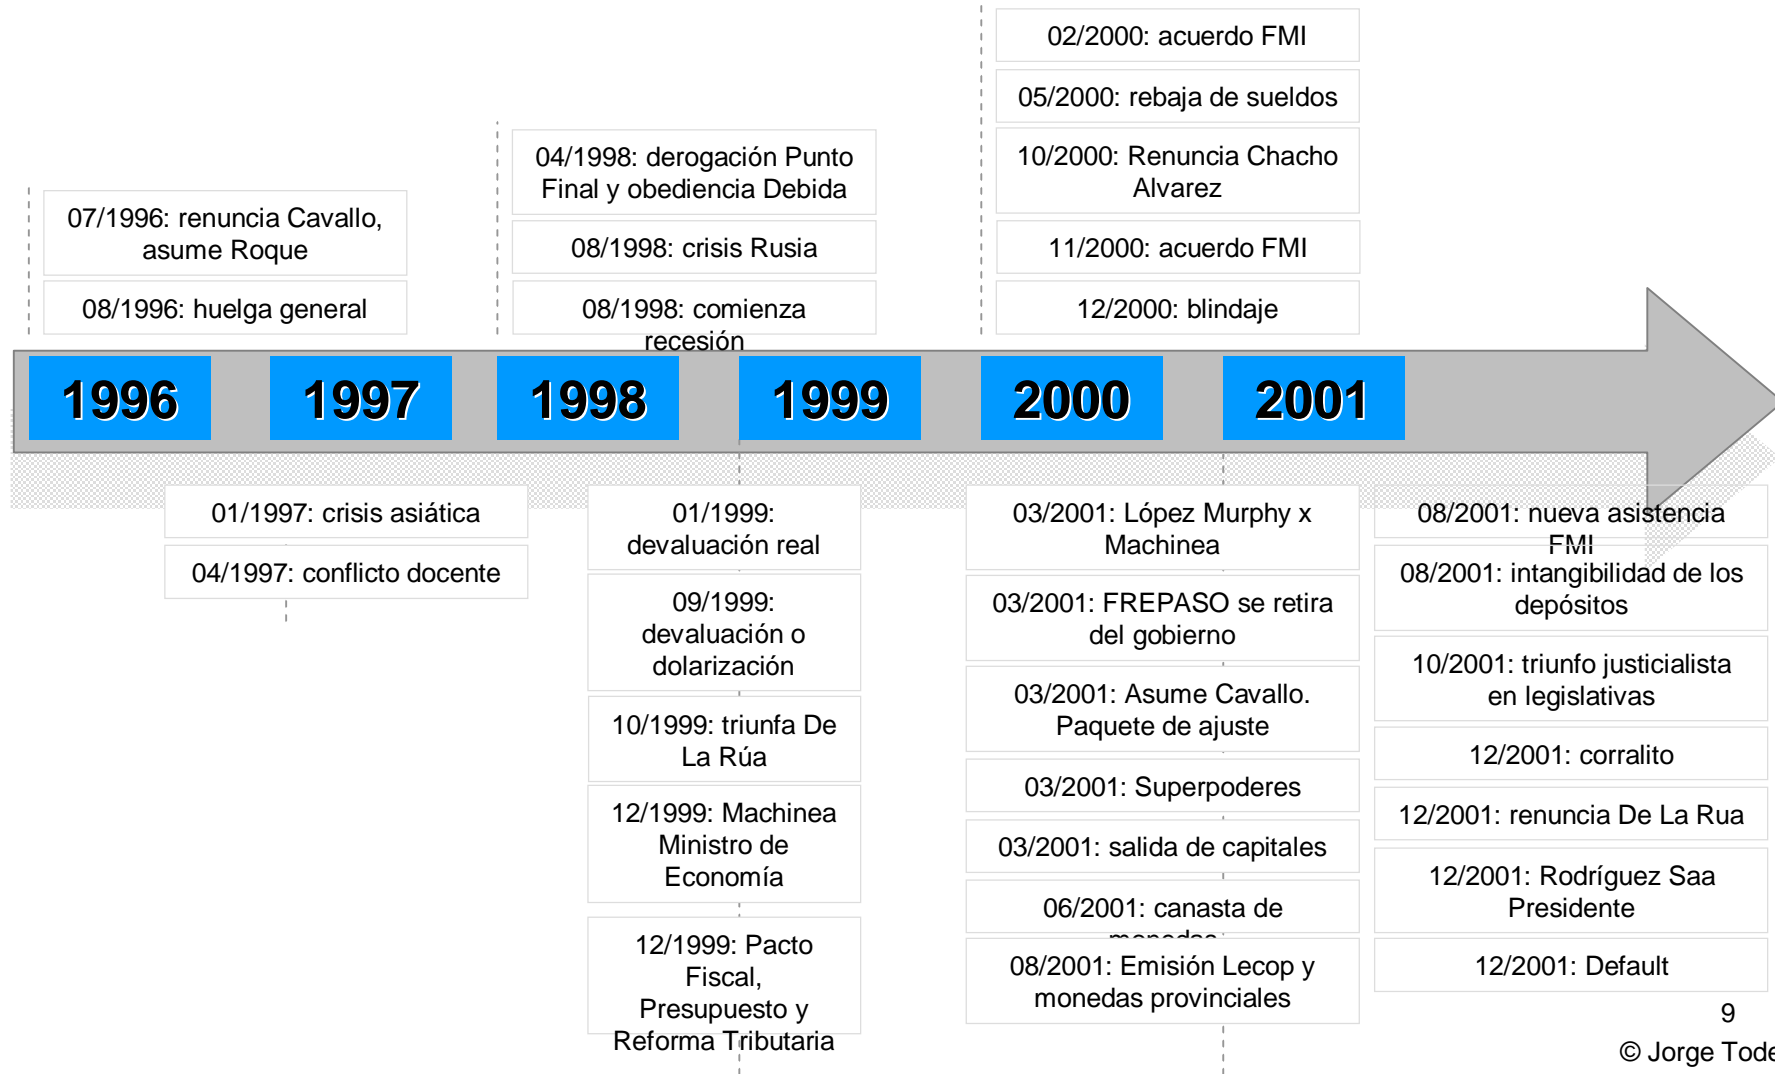 02/2000: acuerdo FMI
05/2000: rebaja de sueldos
10/2000: Renuncia Chacho
Alvarez
11/2000: acuerdo FMI
12/2000: blindaje
04/1998: derogación Punto
Final y obediencia Debida
08/1998: crisis Rusia
08/1998: comienza
recesión
07/1996: renuncia Cavallo,
asume Roque
08/1996: huelga general
1996
1997
1998
1999
2000
2001
01/1997: crisis asiática
04/1997: conflicto docente
01/1999:
devaluación real
09/1999:
devaluación o
dolarización
10/1999: triunfa De
La Rúa
12/1999: Machinea
Ministro de
Economía
12/1999: Pacto
Fiscal,
Presupuesto y
Reforma Tributaria
03/2001: López Murphy x
Machinea
03/2001: FREPASO se retira
del gobierno
03/2001: Asume Cavallo.
Paquete de ajuste
03/2001: Superpoderes
03/2001: salida de capitales
06/2001: canasta de
monedas
08/2001: Emisión Lecop y
monedas provinciales
08/2001: nueva asistencia
FMI
08/2001: intangibilidad de los
depósitos
10/2001: triunfo justicialista
en legislativas
12/2001: corralito
12/2001: renuncia De La Rua
12/2001: Rodríguez Saa
Presidente
12/2001: Default
9
© Jorge Tode